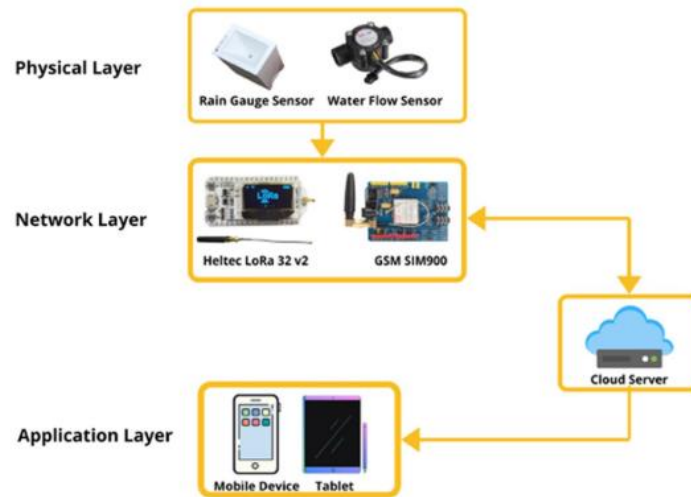 Physical Layer
Rain Gauge Sensor
Water Flow Sensor
Network Layer
LoRa
Heltec LoRa 32 v2
GSM SIM900
Cloud Server
Application Layer
Mobile Device
Tablet